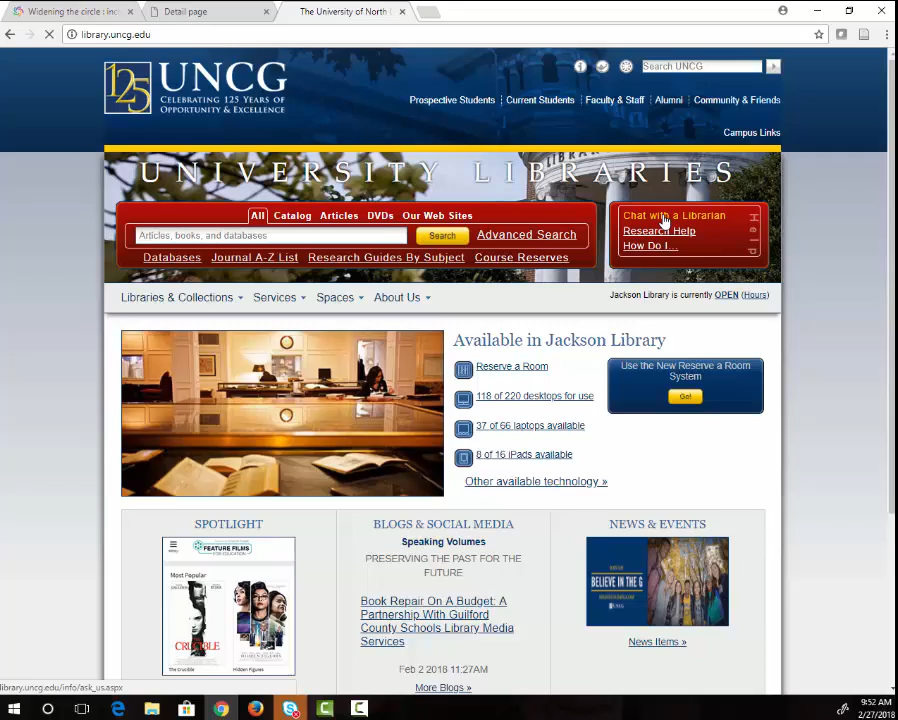 Widening the circle : inc
Detail page
The University of North
library.uncg.edu
125
UNCG
CELEBRATING 125 YEARS OF
OPPORTUNITY & EXCELLENCE
Search UNCG
Prospective Students
Current Students
Faculty & Staff
Alumni
Community & Friends
Campus Links
UNIVERSITY LIBRARIES
All Catalog Articles DVDs Our Web Sites
Articles, books, and databases
Search
Advanced Search
Databases Journal A-Z List Research Guides By Subject Course Reserves
Chat with a Librarian
Research Help
How Do I...
Help
Libraries & Collections
Services
Spaces
About Us
Jackson Library is currently OPEN (Hours)
Available in Jackson Library
Reserve a Room
118 of 220 desktops for use
37 of 66 laptops available
8 of 16 iPads available
Other available technology »
Use the New Reserve a Room
System
Go!
SPOTLIGHT
MENU
FEATURE FILMS
FOR EDUCATION
Most Popular
CRUCIBLE
The Crucible
Hidden Figures
BLOGS & SOCIAL MEDIA
Speaking Volumes
PRESERVING THE PAST FOR THE
FUTURE
Book Repair On A Budget: A
Partnership With Guilford
County Schools Library Media
Services
Feb 2 2018 11:27AM
More Blogs »
NEWS & EVENTS
BELIEVE IN THE G
UNCG
News Items »
library.uncg.edu/info/ask_us.aspx
9:52 AM
2/27/2018